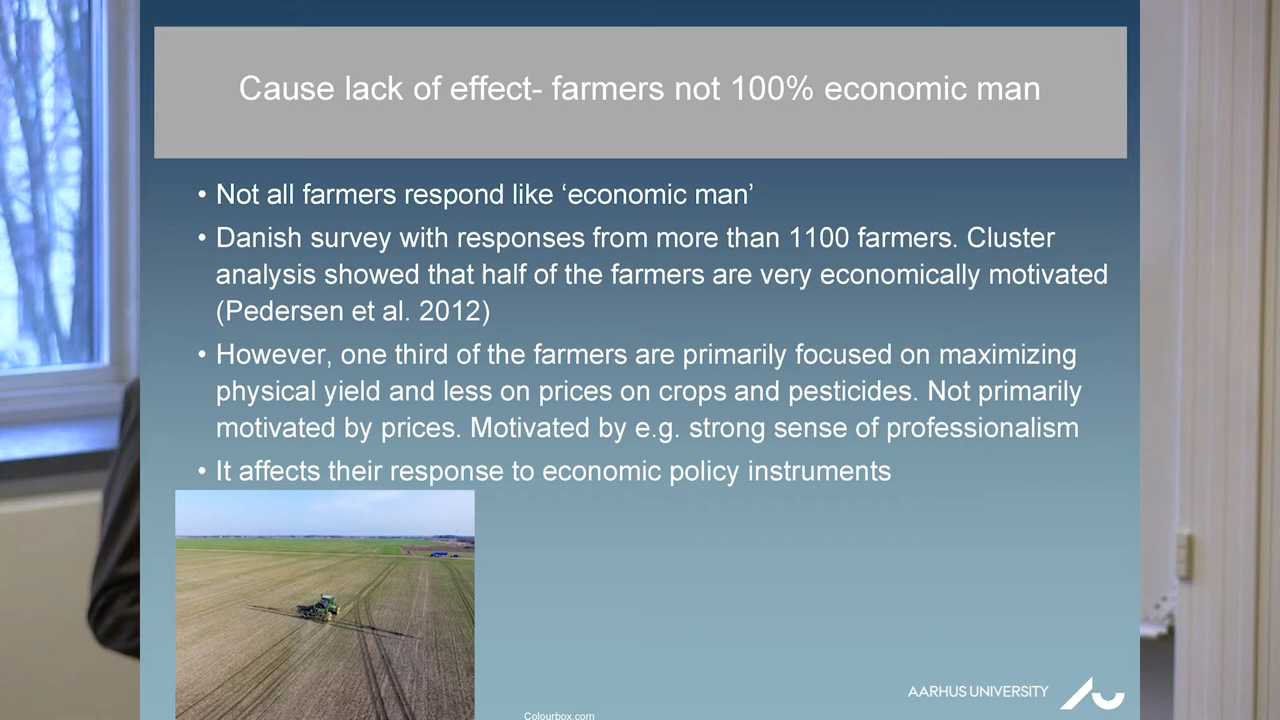 Cause lack of effect- farmers not 100% economic man
• Not all farmers respond like ‘economic man’
• Danish survey with responses from more than 1100 farmers. Cluster
analysis showed that half of the farmers are very economically motivated
(Pedersen et al. 2012)
• However, one third of the farmers are primarily focused on maximizing
physical yield and less on prices on crops and pesticides. Not primarily
motivated by prices. Motivated by e.g. strong sense of professionalism
• It affects their response to economic policy instruments
AARHUS UNIVERSITY
Colourbox.com